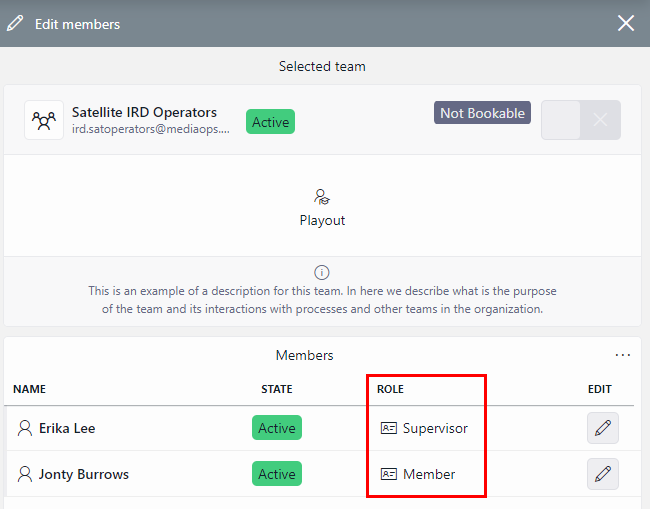 Edit members
Selected team
Satellite IRD Operators
ird.satoperators@mediaops....
Active
Not Bookable
Playout
This is an example of a description for this team. In here we describe what is the purpose
of the team and its interactions with processes and other teams in the organization.
Members
...
NAME STATE ROLE EDIT
Erika Lee Active Supervisor
Jonty Burrows Active Member